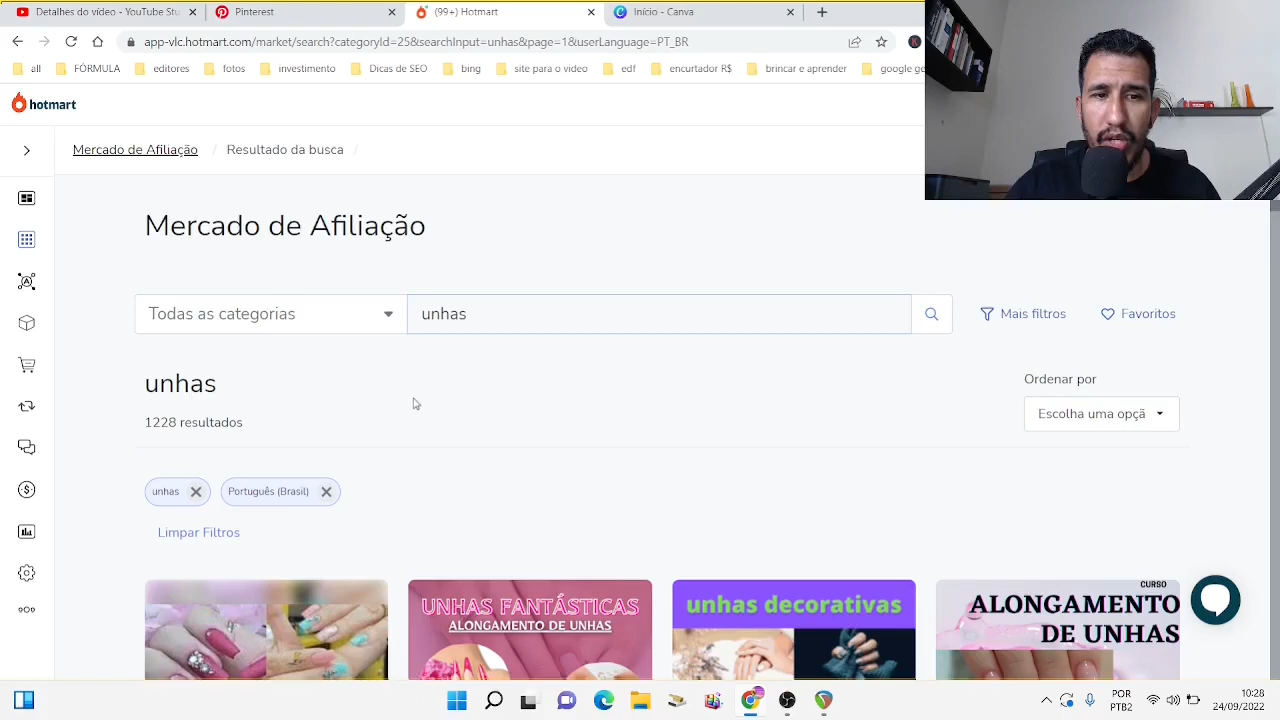 Detalhes do vídeo - YouTube Stu
Pinterest
(99+) Hotmart
Início - Canva
app-vlc.hotmart.com/market/search?categoryId=25&searchInput=unhas&page=1&userLanguage=PT_BR
all
FÓRMULA
editores
fotos
investimento
Dicas de SEO
bing
site para o video
edf
encurtador R$
brincar e aprender
google ge
hotmart
Mercado de Afiliação / Resultado da busca /
Mercado de Afiliação
Todas as categorias
unhas
Mais filtros
Favoritos
unhas
Ordenar por
1228 resultados
Escolha uma opçã
unhas
Português (Brasil)
Limpar Filtros
UNHAS FANTÁSTICAS
ALONGAMENTO DE UNHAS
unhas decorativas
CURSO
ALONGAMENTO
DE UNHAS
POR
PTB2
10:28
24/09/2022